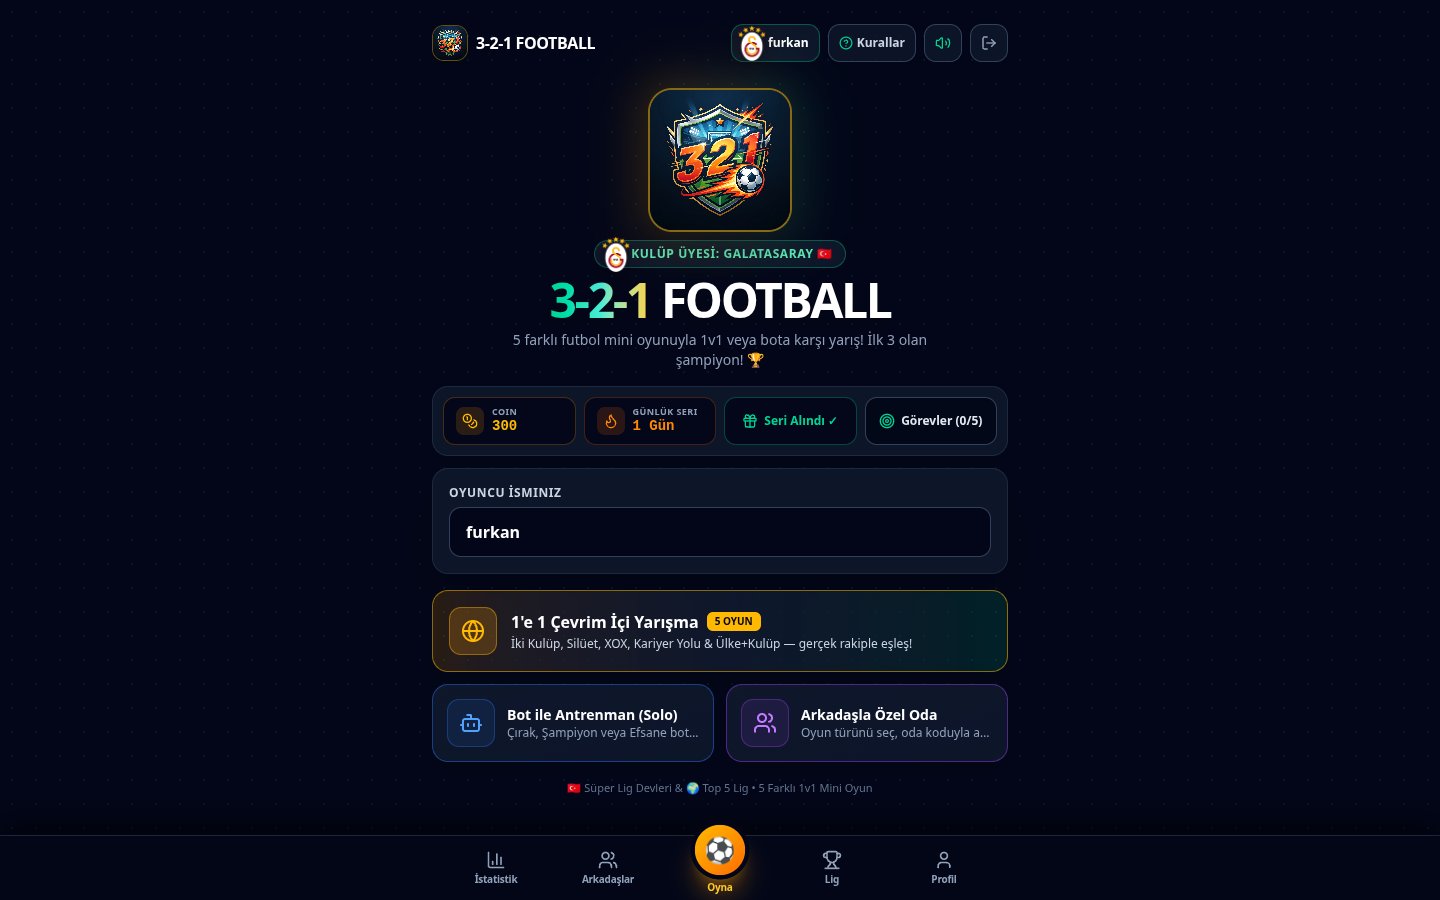 3-2-1 FOOTBALL
furkan
Kurallar
321
KULÜP ÜYESİ: GALATASARAY 🇹🇷
3-2-1 FOOTBALL
5 farklı futbol mini oyunuyla 1v1 veya bota karşı yarış! İlk 3 olan
şampiyon! 🏆
COIN
300
GÜNLÜK SERI
1 Gün
Seri Alındı ✓
Görevler (0/5)
OYUNCU İSMINIZ
furkan
1'e 1 Çevrim İçi Yarışma
5 OYUN
İki Kulüp, Silüet, XOX, Kariyer Yolu & Ülke+Kulüp — gerçek rakiple eşleş!
Bot ile Antrenman (Solo)
Çırak, Şampiyon veya Efsane bot...
Arkadaşla Özel Oda
Oyun türünü seç, oda koduyla a...
🇹🇷 Süper Lig Devleri & 🌍 Top 5 Lig • 5 Farklı 1v1 Mini Oyun
İstatistik
Arkadaşlar
Oyna
Lig
Profil